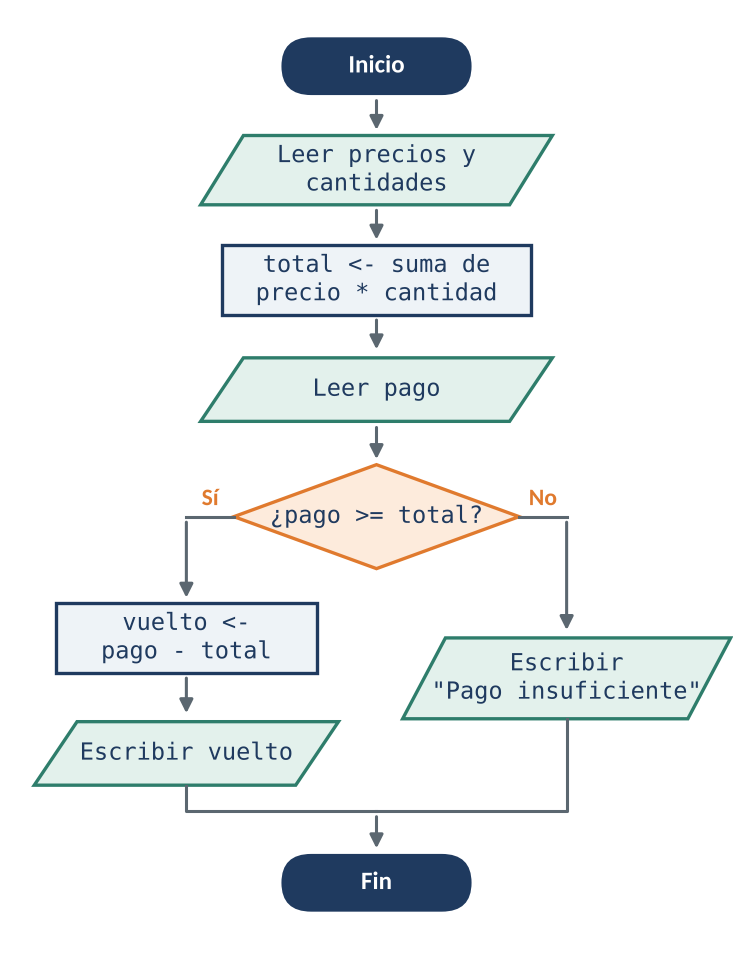 Inicio
Leer precios y
cantidades
total <- suma de
precio * cantidad
Leer pago
¿pago >= total?
Sí
No
vuelto <-
pago - total
Escribir vuelto
Escribir
"Pago insuficiente"
Fin